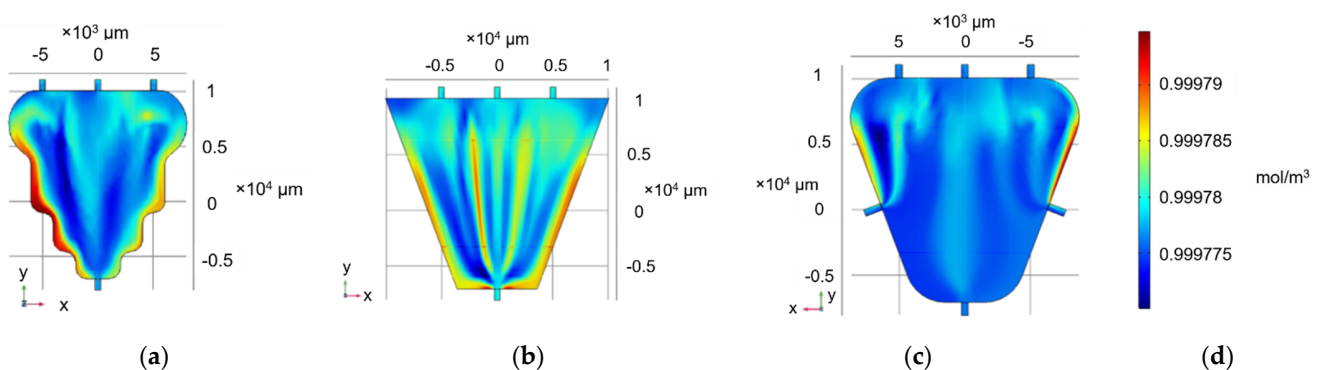 ×10³ µm
-5 0 5
1
0.5
×10⁴ µm
0
-0.5
y
x
(a)
×10⁴ µm
-0.5 0 0.5 1
1
0.5
×10⁴ µm
0
-0.5
y
x
(b)
×10³ µm
5 0 -5
1
0.5
×10⁴ µm
0
-0.5
x y
(c)
0.99979
0.999785
mol/m³
0.99978
0.999775
(d)